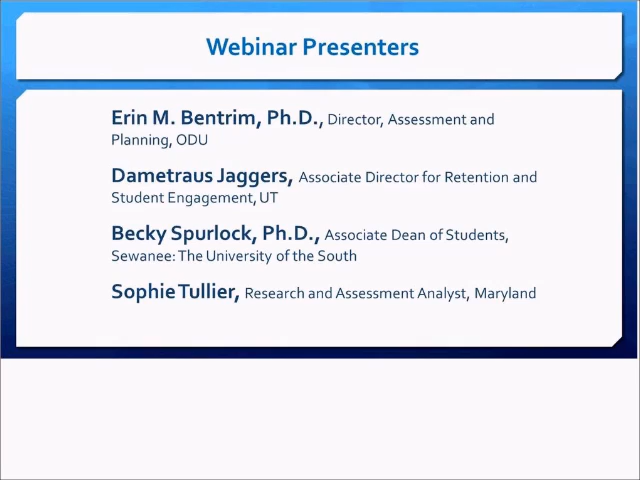 Webinar Presenters
Erin M. Bentrim, Ph.D., Director, Assessment and
Planning, ODU
Dametraus Jaggers, Associate Director for Retention and
Student Engagement, UT
Becky Spurlock, Ph.D., Associate Dean of Students,
Sewanee: The University of the South
Sophie Tullier, Research and Assessment Analyst, Maryland